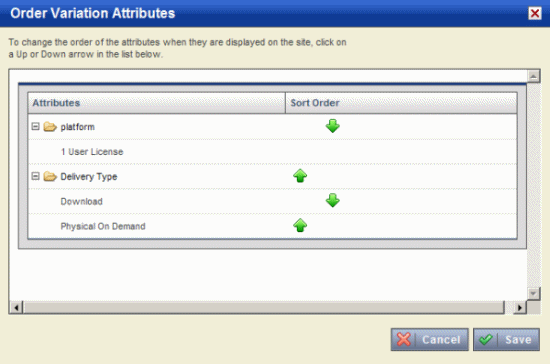 Order Variation Attributes
To change the order of the attributes when they are displayed on the site, click on
a Up or Down arrow in the list below.
Attributes Sort Order
platform
1 User License
Delivery Type
Download
Physical On Demand
Cancel Save